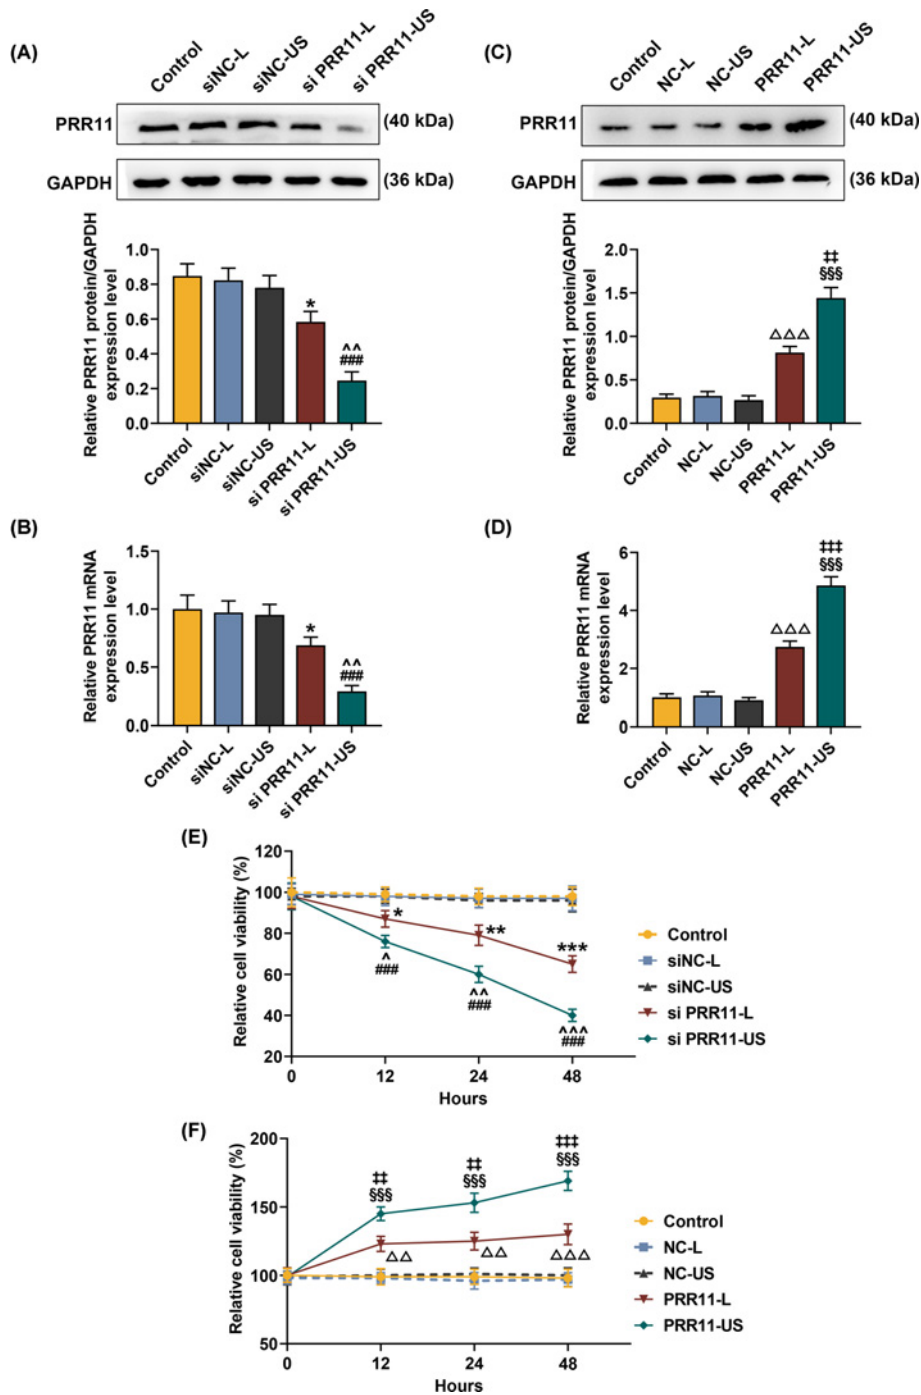 (A)
Control
siNC-L
siNC-US
si PRR11-L
si PRR11-US
PRR11
(40 kDa)
GAPDH
(36 kDa)
Relative PRR11 protein/GAPDH
expression level
1.0
0.8
0.6
0.4
0.2
0.0
*
^^
###
Control
siNC-L
siNC-US
si PRR11-L
si PRR11-US
(C)
Control
NC-L
NC-US
PRR11-L
PRR11-US
PRR11
(40 kDa)
GAPDH
(36 kDa)
Relative PRR11 protein/GAPDH
expression level
2.0
1.5
1.0
0.5
0.0
△△△
‡‡
§§§
Control
NC-L
NC-US
PRR11-L
PRR11-US
(B)
Relative PRR11 mRNA
expression level
1.5
1.0
0.5
0.0
*
^^
###
Control
siNC-L
siNC-US
si PRR11-L
si PRR11-US
(D)
Relative PRR11 mRNA
expression level
6
4
2
0
△△△
‡‡‡
§§§
Control
NC-L
NC-US
PRR11-L
PRR11-US
(E)
Relative cell viability (%)
120
100
80
60
40
20
*
**
***
^
###
^^
###
^^^
###
0 12 24 48
Hours
Control
siNC-L
siNC-US
si PRR11-L
si PRR11-US
(F)
Relative cell viability (%)
200
150
100
50
‡‡
§§§
‡‡
§§§
‡‡‡
§§§
△△
△△
△△△
0 12 24 48
Hours
Control
NC-L
NC-US
PRR11-L
PRR11-US